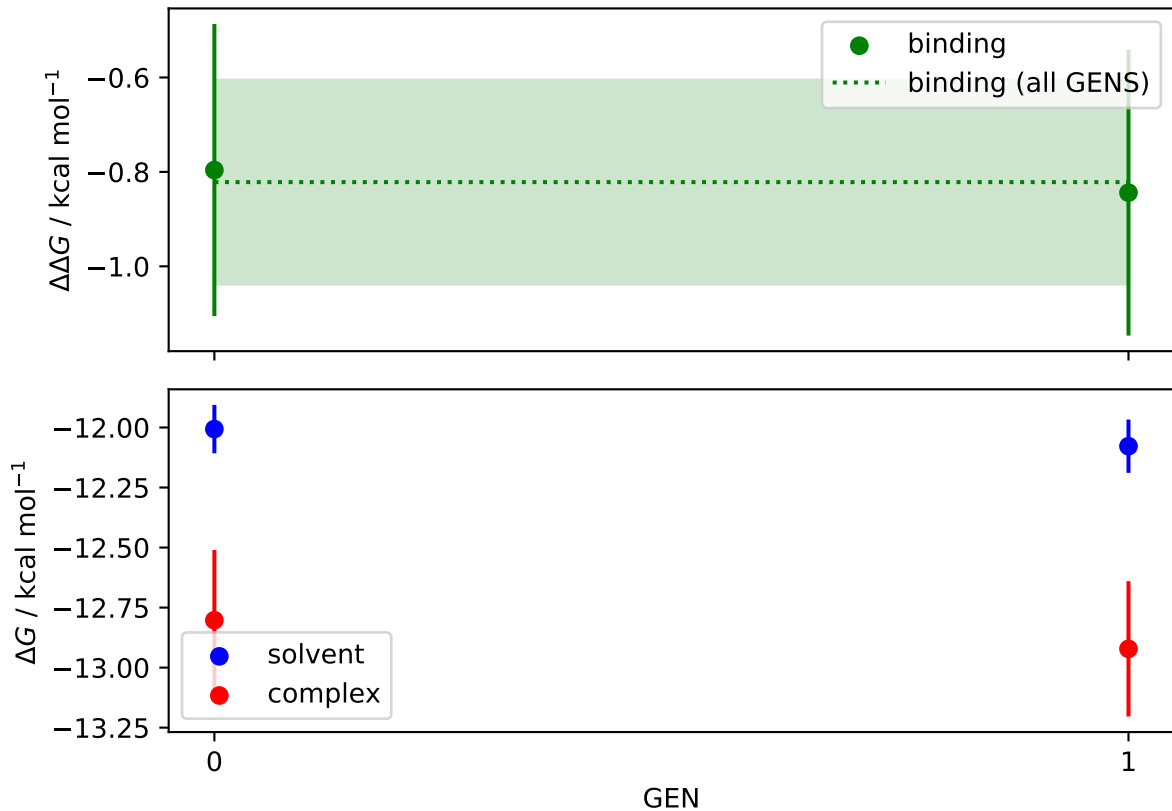 binding
binding (all GENS)
−0.6
−0.8
−1.0
ΔΔG / kcal mol⁻¹
−12.00
−12.25
−12.50
−12.75
−13.00
−13.25
ΔG / kcal mol⁻¹
solvent
complex
0 1
GEN